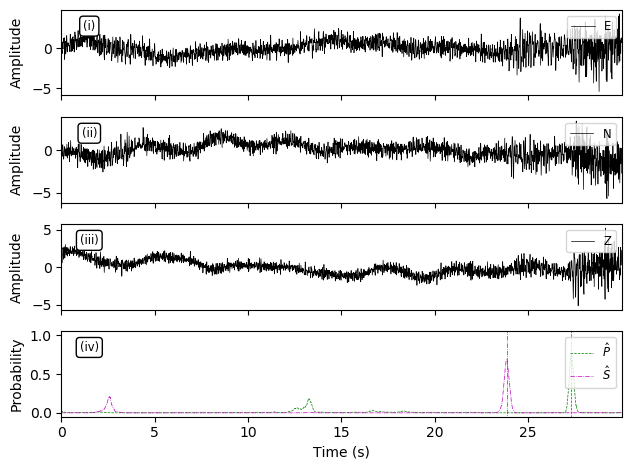 (i)
E
Amplitude
0
−5
(ii)
N
Amplitude
0
−5
(iii)
Z
Amplitude
5
0
−5
(iv)
P̂
Ŝ
Probability
1.0
0.5
0.0
0 5 10 15 20 25
Time (s)